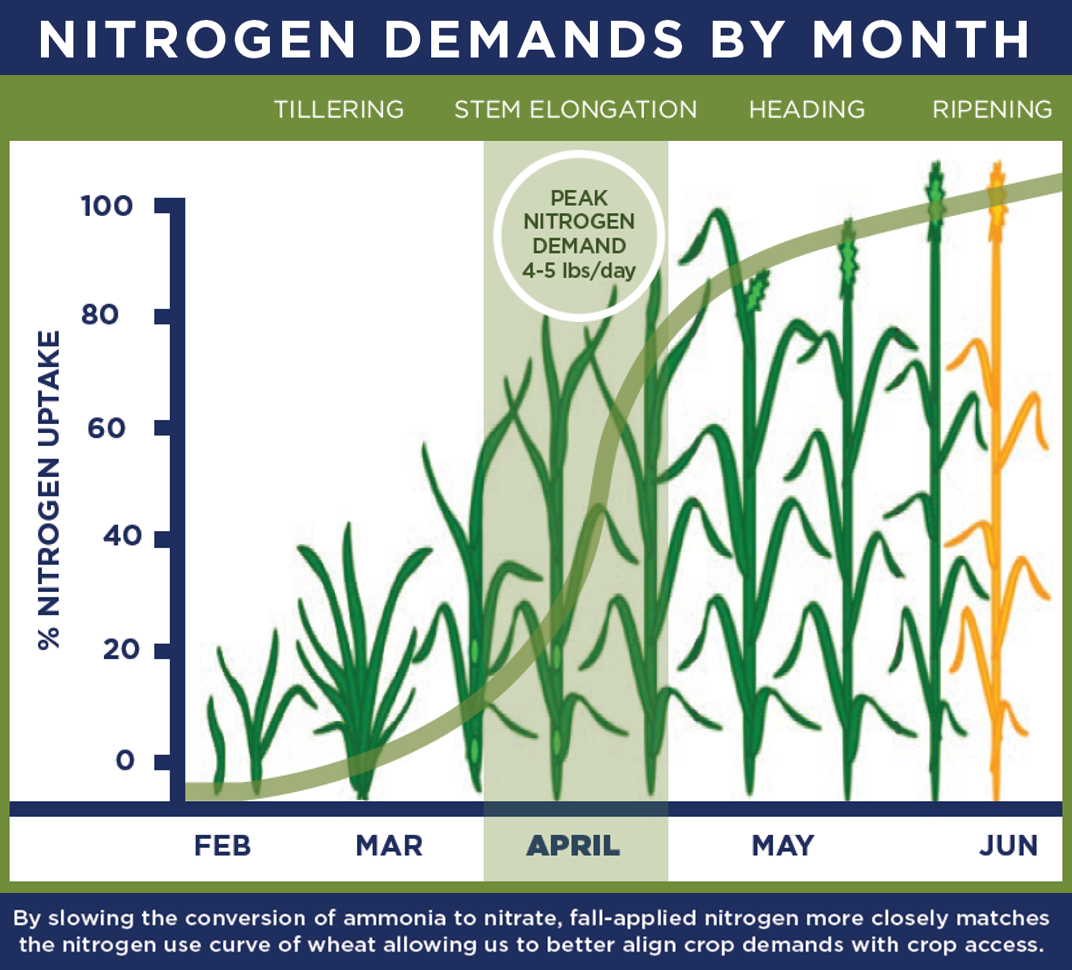 NITROGEN DEMANDS BY MONTH
TILLERING STEM ELONGATION HEADING RIPENING
PEAK
NITROGEN
DEMAND
4-5 lbs/day
% NITROGEN UPTAKE
100
80
60
40
20
0
FEB MAR APRIL MAY JUN
By slowing the conversion of ammonia to nitrate, fall-applied nitrogen more closely matches
the nitrogen use curve of wheat allowing us to better align crop demands with crop access.